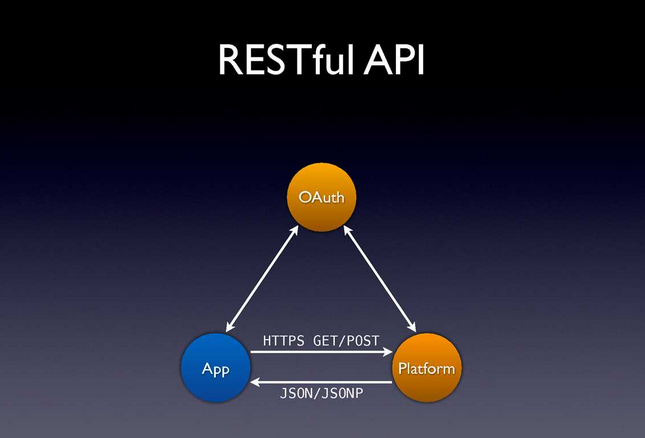 RESTful API
OAuth
HTTPS GET/POST
App
Platform
JSON/JSONP